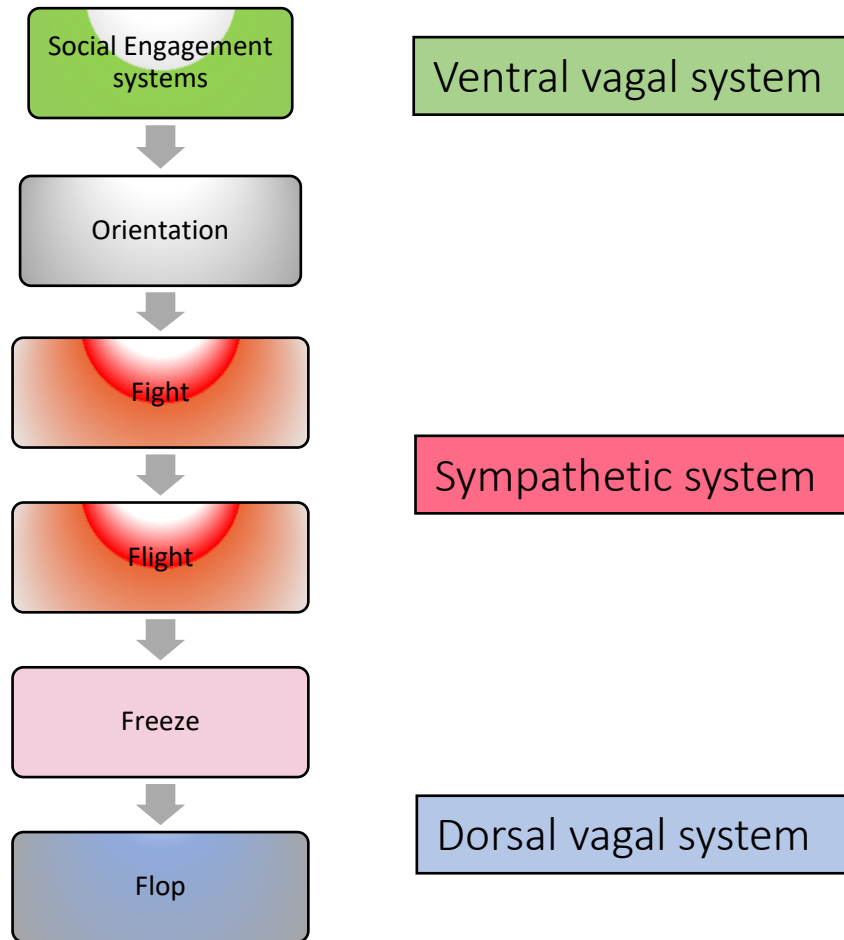 Social Engagement
systems
Ventral vagal system
Orientation
Fight
Sympathetic system
Flight
Freeze
Dorsal vagal system
Flop